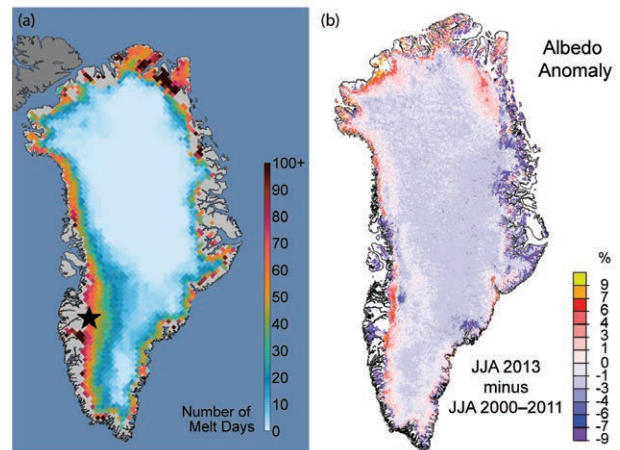 (a)
100+
90
80
70
60
50
40
30
20
10
0
Number of
Melt Days
(b)
Albedo
Anomaly
%
9
7
6
4
3
1
0
-1
-3
-4
-6
-7
-9
JJA 2013
minus
JJA 2000–2011